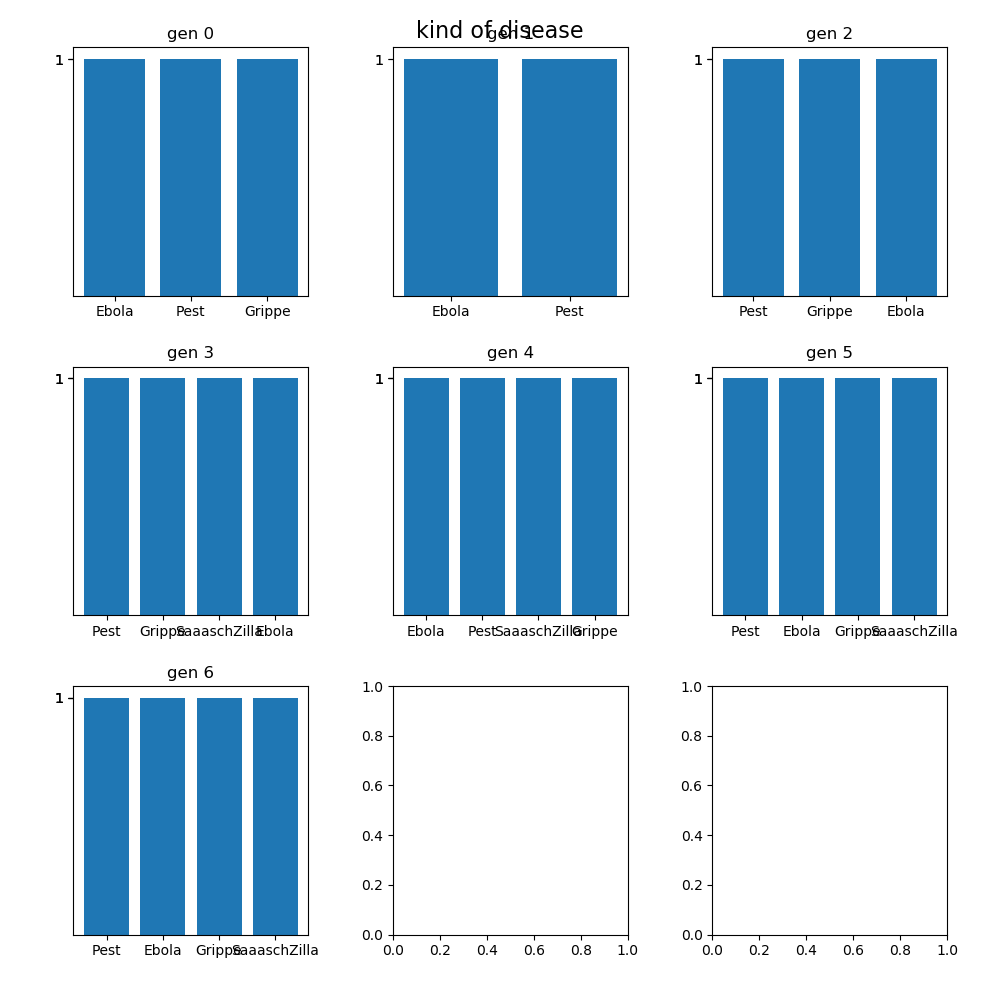 kind of disease
gen 0
gen 1
gen 2
1
1
1
Ebola Pest Grippe
Ebola Pest
Pest Grippe Ebola
gen 3
gen 4
gen 5
1
1
1
Pest Grippe SaaaschZilla Ebola
Ebola Pest SaaaschZilla Grippe
Pest Ebola Grippe SaaaschZilla
gen 6
1
Pest Ebola Grippe SaaaschZilla
1.0
0.8
0.6
0.4
0.2
0.0
0.0 0.2 0.4 0.6 0.8 1.0
1.0
0.8
0.6
0.4
0.2
0.0
0.0 0.2 0.4 0.6 0.8 1.0